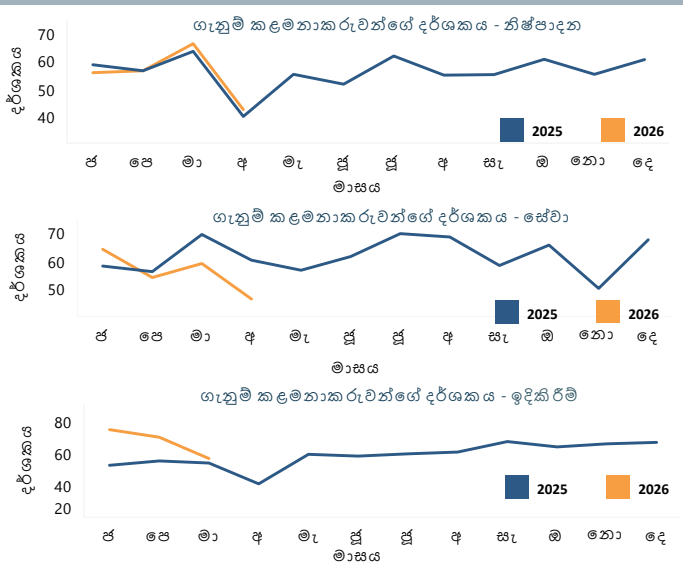 ගැනුම් කළමනාකරුවන්ගේ දර්ශකය - නිෂ්පාදන
දර්ශකය
70
60
50
40
2025 2026
ජ පෙ මා අ මැ ජූ ජූ අ සැ ඔ නො දෙ
මාසය
ගැනුම් කළමනාකරුවන්ගේ දර්ශකය - සේවා
දර්ශකය
70
60
50
2025 2026
ජ පෙ මා අ මැ ජූ ජූ අ සැ ඔ නො දෙ
මාසය
ගැනුම් කළමනාකරුවන්ගේ දර්ශකය - ඉදිකිරීම්
දර්ශකය
80
60
40
20
2025 2026
ජ පෙ මා අ මැ ජූ ජූ අ සැ ඔ නො දෙ
මාසය